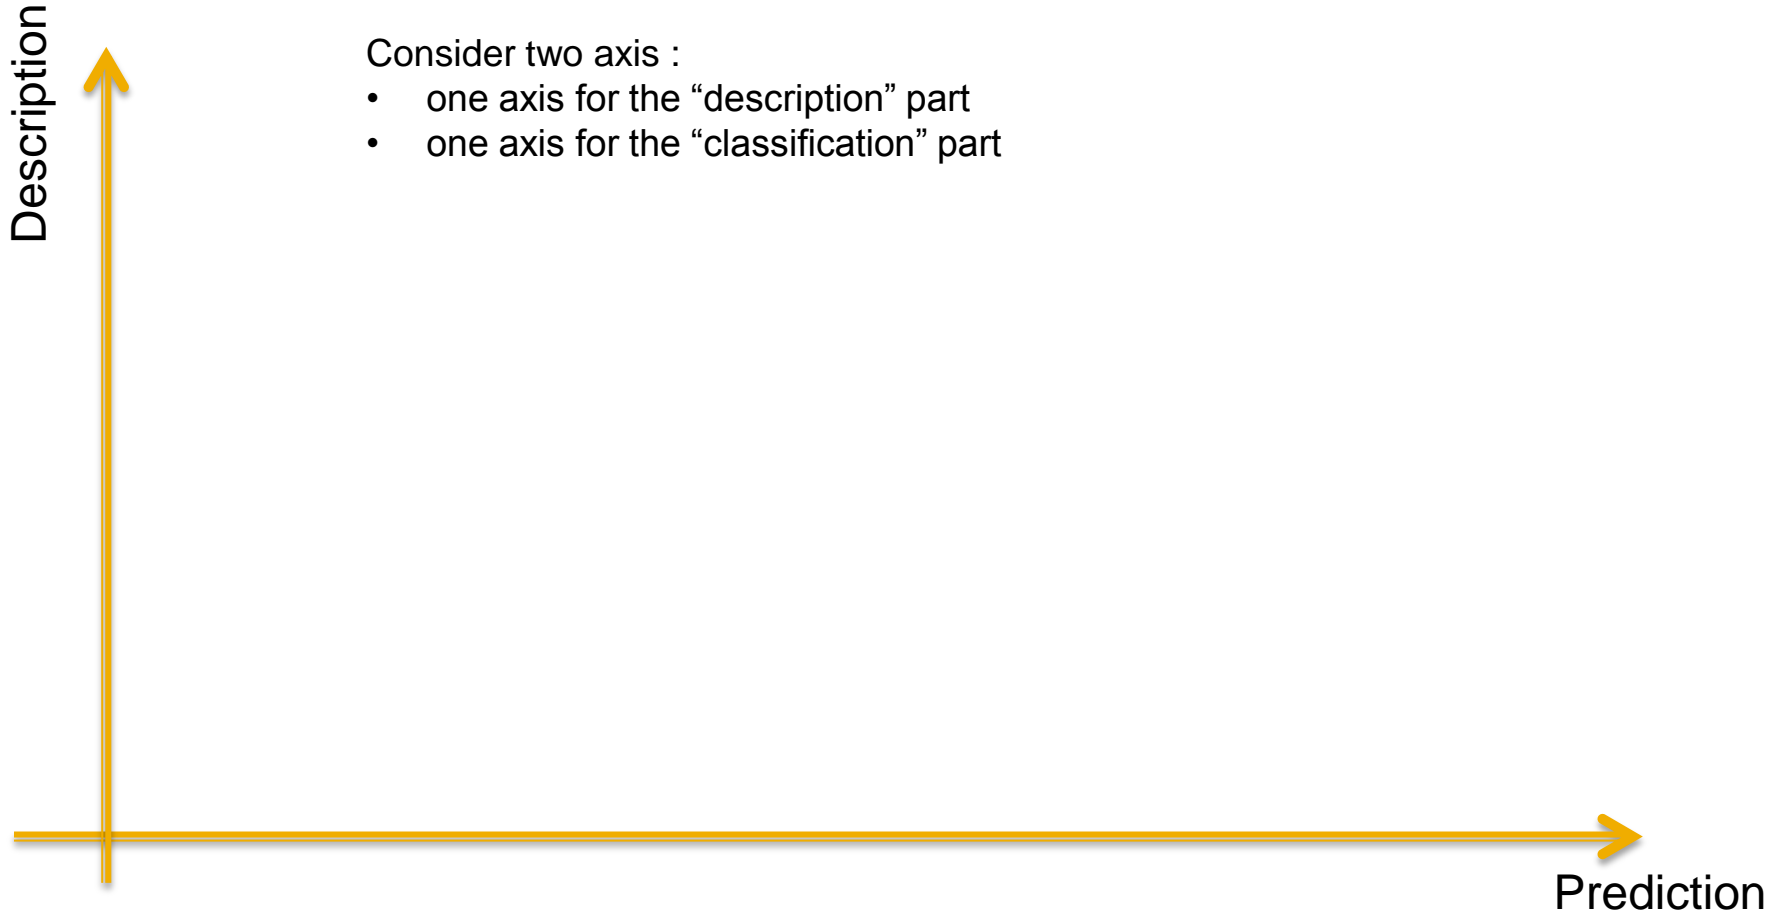 Description
Consider two axis :
• one axis for the “description” part
• one axis for the “classification” part
Prediction